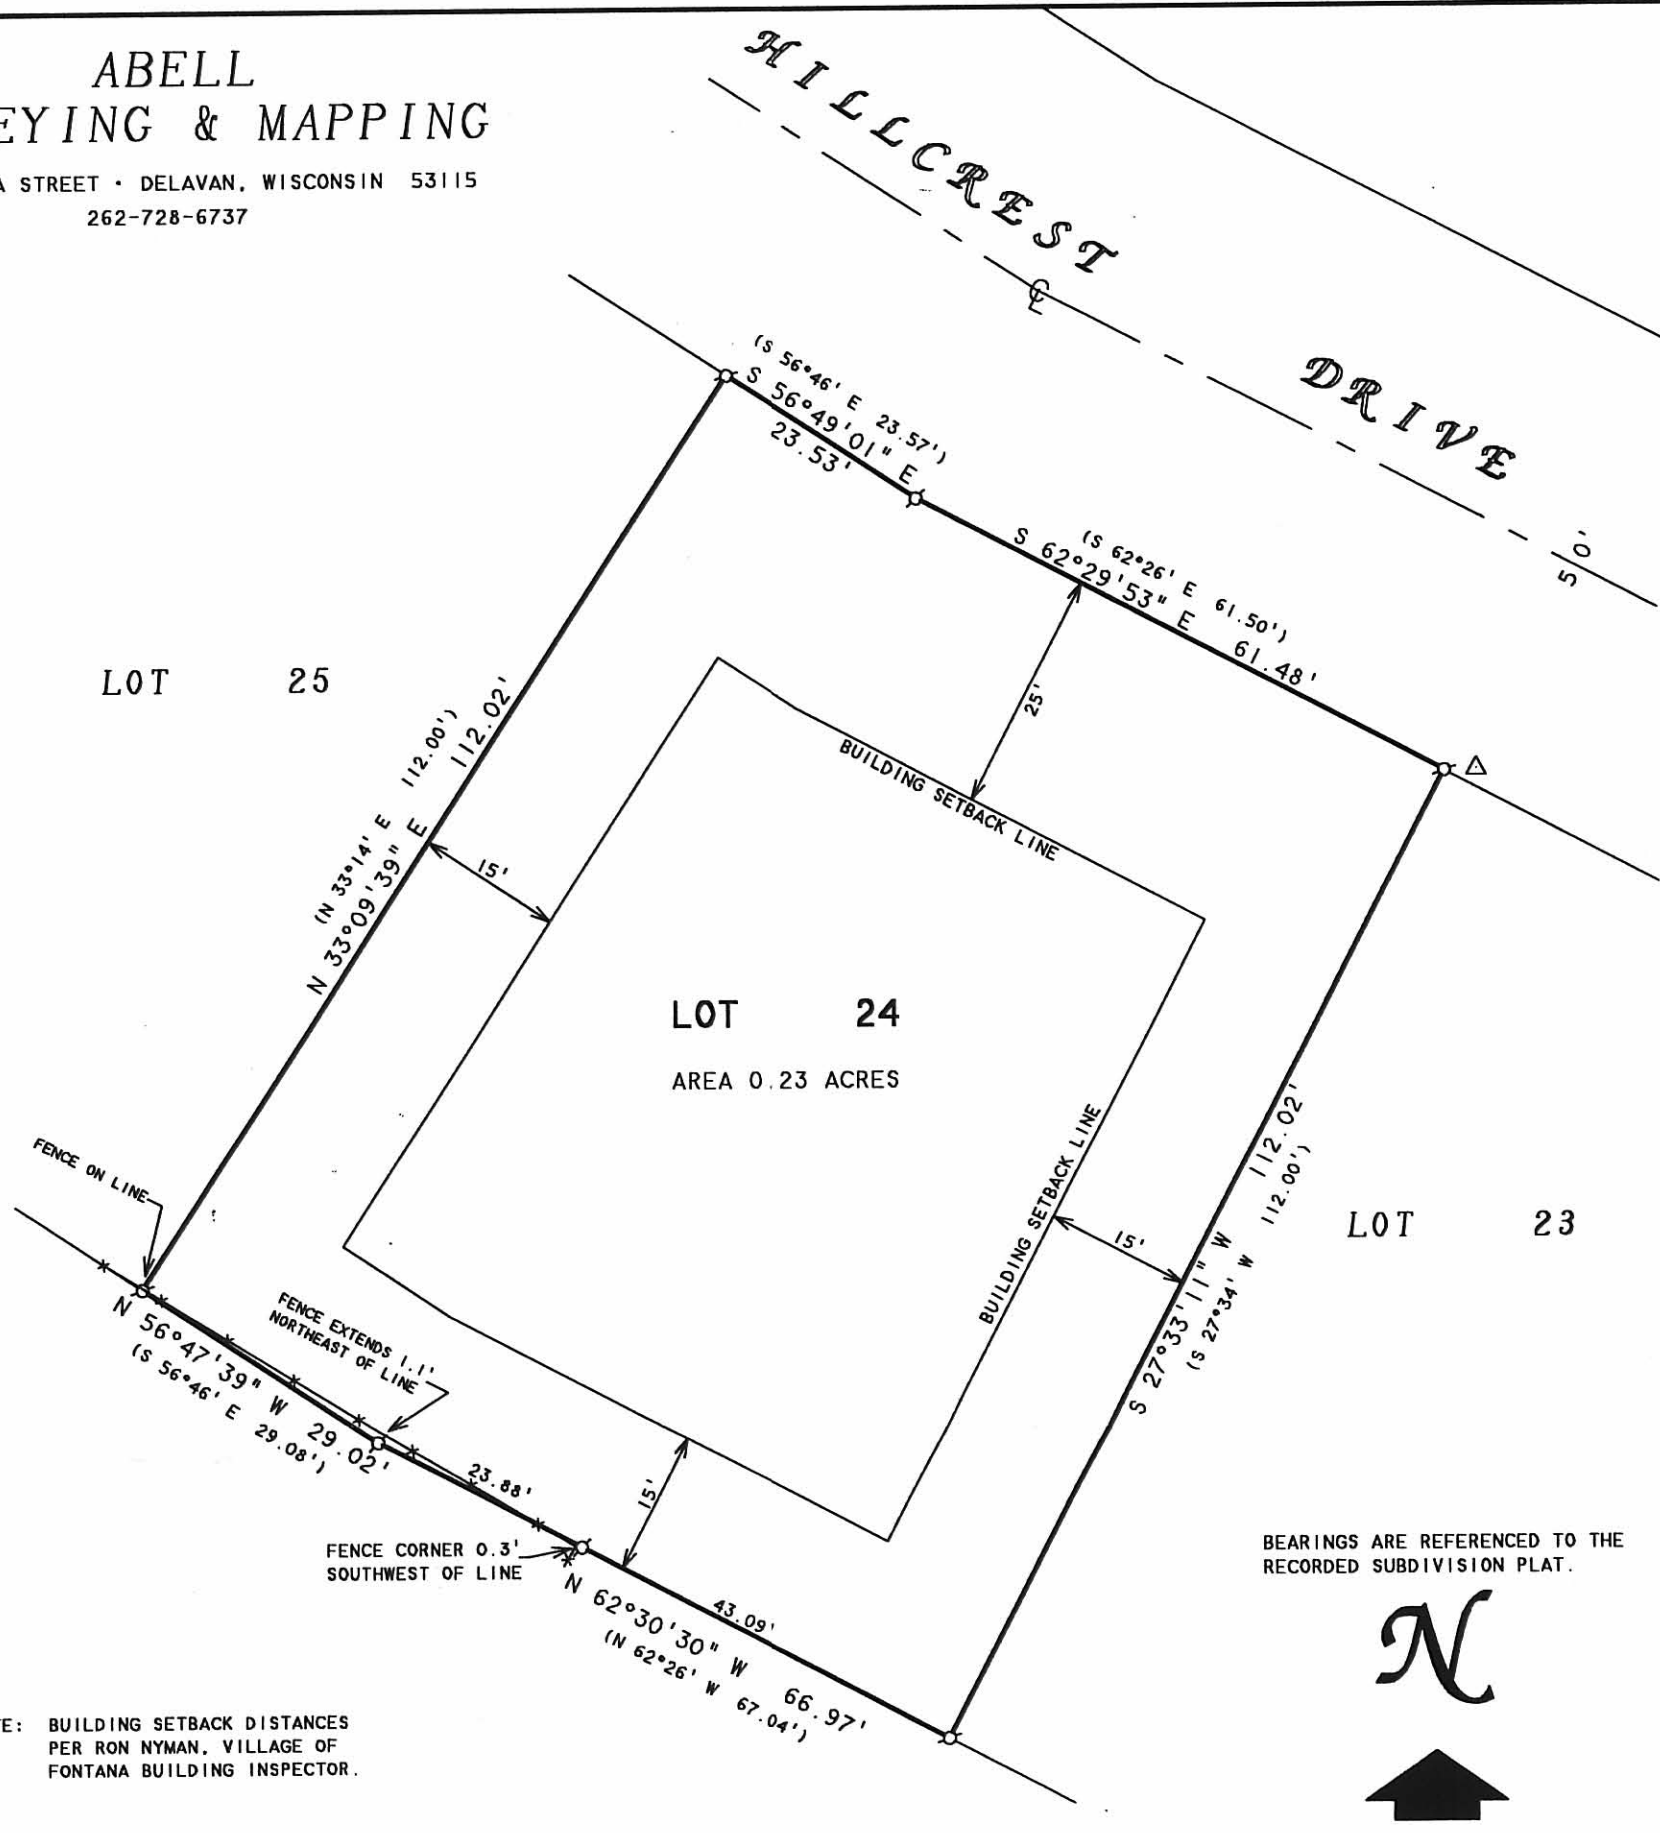 ABELL
EYING & MAPPING
A STREET · DELAVAN, WISCONSIN 53115
262-728-6737
HILLCREST DRIVE
50'
(S 56°46' E 23.57')
S 56°49'01" E
23.53'
(S 62°26' E 61.50')
S 62°29'53" E 61.48'
25'
LOT 25
(N 33°14' E 112.00')
N 33°09'39" E 112.02'
15'
BUILDING SETBACK LINE
LOT 24
AREA 0.23 ACRES
BUILDING SETBACK LINE
15'
S 27°33'11" W 112.02'
(S 27°34' W 112.00')
LOT 23
FENCE ON LINE
FENCE EXTENDS 1.1'
NORTHEAST OF LINE
N 56°47'39" W 29.02'
(S 56°46' E 29.08')
23.88'
15'
FENCE CORNER 0.3'
SOUTHWEST OF LINE
43.09'
N 62°30'30" W 66.97'
(N 62°26' W 67.04')
BEARINGS ARE REFERENCED TO THE
RECORDED SUBDIVISION PLAT.
N
TE: BUILDING SETBACK DISTANCES
PER RON NYMAN, VILLAGE OF
FONTANA BUILDING INSPECTOR.